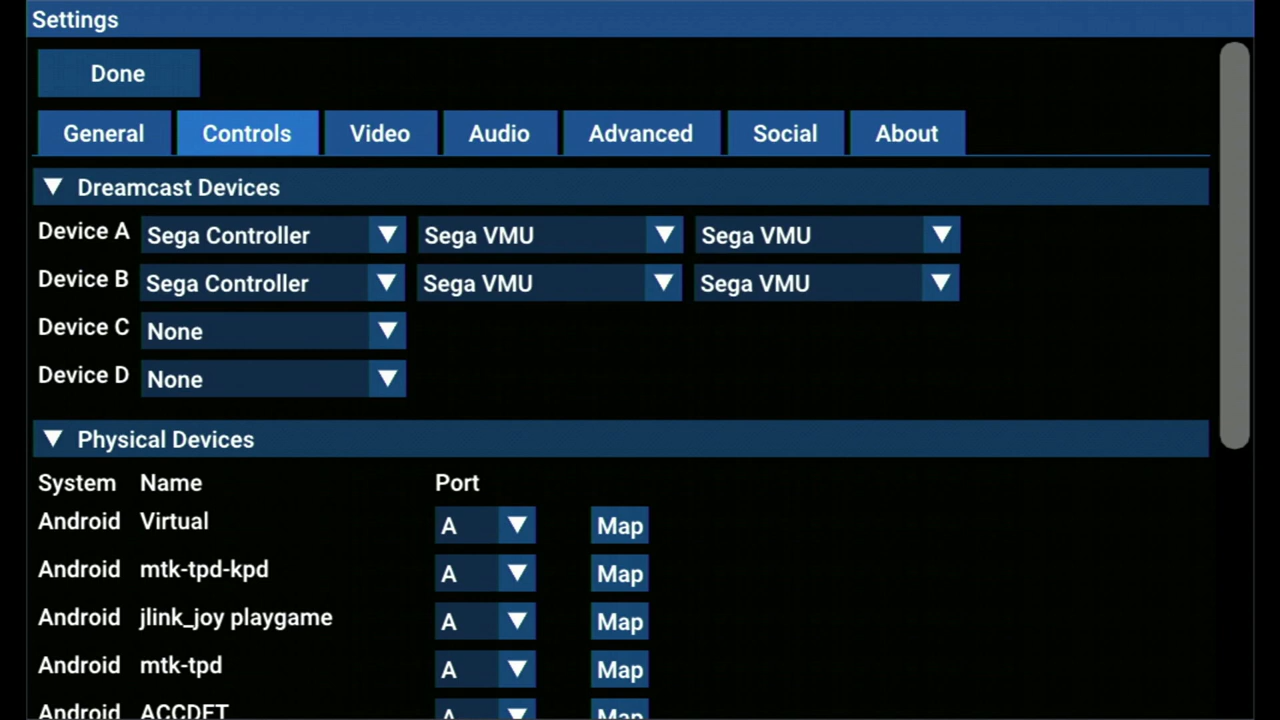 Settings
Done
General Controls Video Audio Advanced Social About
Dreamcast Devices
Device A Sega Controller Sega VMU Sega VMU
Device B Sega Controller Sega VMU Sega VMU
Device C None
Device D None
Physical Devices
System Name Port
Android Virtual A Map
Android mtk-tpd-kpd A Map
Android jlink_joy playgame A Map
Android mtk-tpd A Map
Android ACCDET A Map